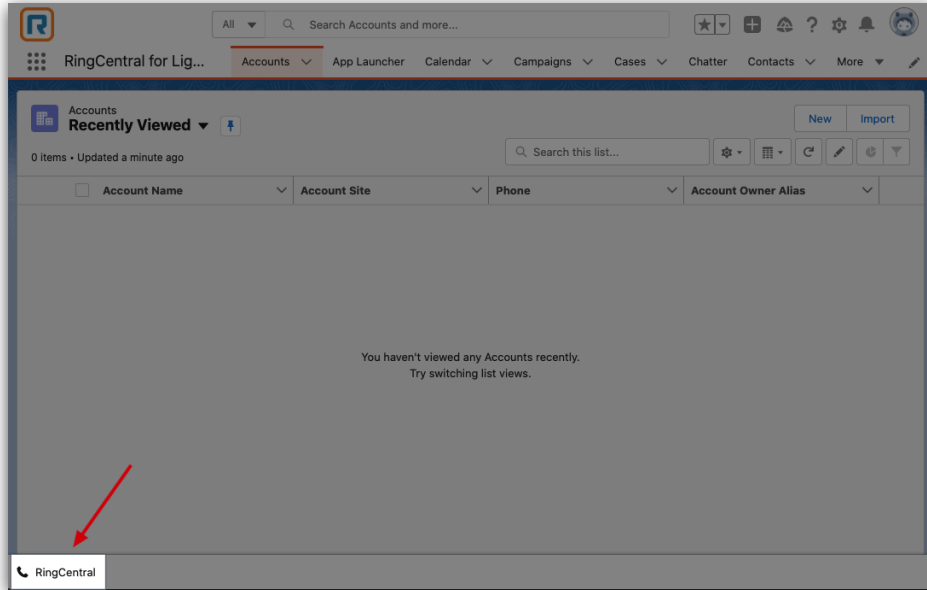 R
All
Search Accounts and more...
RingCentral for Lig...
Accounts
App Launcher
Calendar
Campaigns
Cases
Chatter
Contacts
More
Accounts
Recently Viewed
New
Import
0 items • Updated a minute ago
Search this list...
Account Name
Account Site
Phone
Account Owner Alias
You haven't viewed any Accounts recently.
Try switching list views.
RingCentral